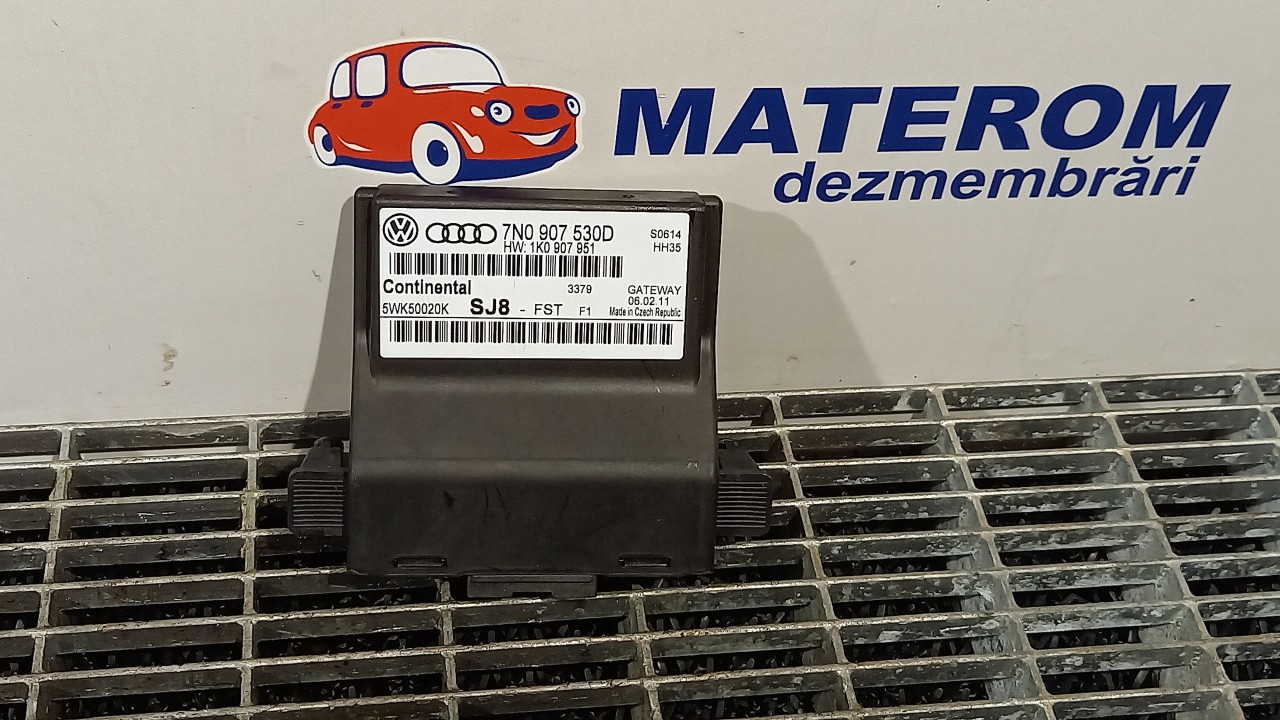 MATEROM
dezmembrări
7N0 907 530D
S0614
HW: 1K0 907 951
HH35
Continental
3379
GATEWAY
06.02.11
5WK50020K SJ8 - FST F1 Made in Czech Republic